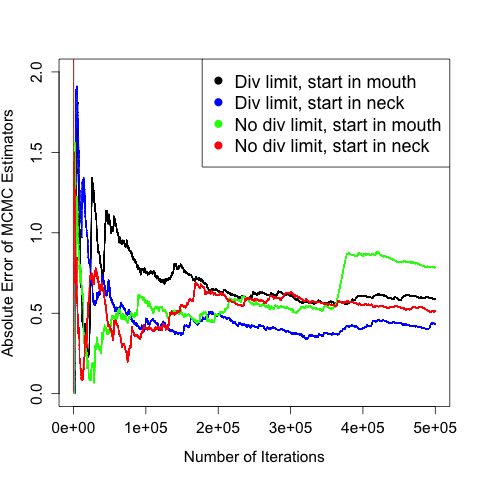 Div limit, start in mouth
Div limit, start in neck
No div limit, start in mouth
No div limit, start in neck
Absolute Error of MCMC Estimators
2.0
1.5
1.0
0.5
0.0
0e+00 1e+05 2e+05 3e+05 4e+05 5e+05
Number of Iterations